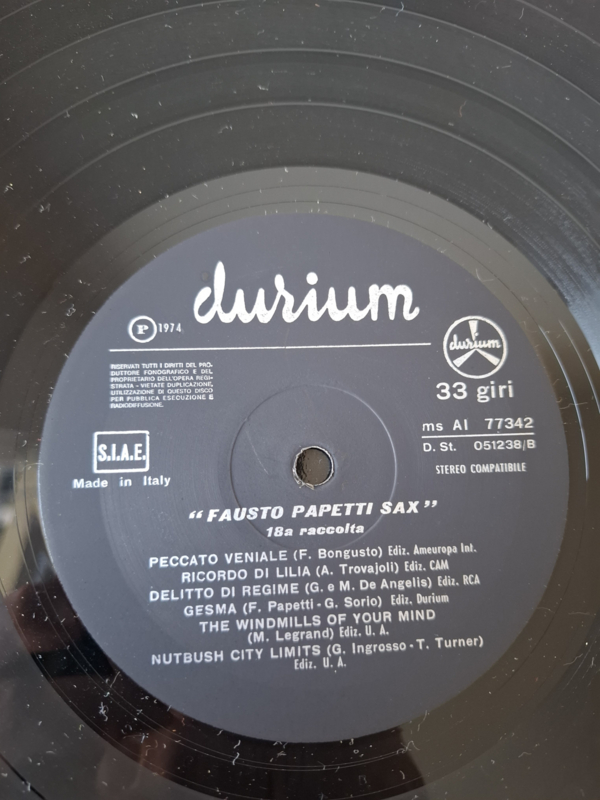 durium
P 1974
durium
RISERVATI TUTTI I DIRITTI DEL PRO-
DUTTORE FONOGRAFICO E DEL
PROPRIETARIO DELL'OPERA REGI-
STRATA - VIETATE DUPLICAZIONE,
UTILIZZAZIONE DI QUESTO DISCO
PER PUBBLICA ESECUZIONE E
RADIODIFFUSIONE.
33 giri
ms AI 77342
D. St. 051238/B
STEREO COMPATIBILE
S.I.A.E.
Made in Italy
"FAUSTO PAPETTI SAX"
18a raccolta
PECCATO VENIALE (F. Bongusto) Ediz. Ameuropa Int.
RICORDO DI LILIA (A. Trovajoli) Ediz. CAM
DELITTO DI REGIME (G. e M. De Angelis) Ediz. RCA
GESMA (F. Papetti - G. Sorio) Ediz. Durium
THE WINDMILLS OF YOUR MIND
(M. Legrand) Ediz. U. A.
NUTBUSH CITY LIMITS (G. Ingrosso - T. Turner)
Ediz. U. A.